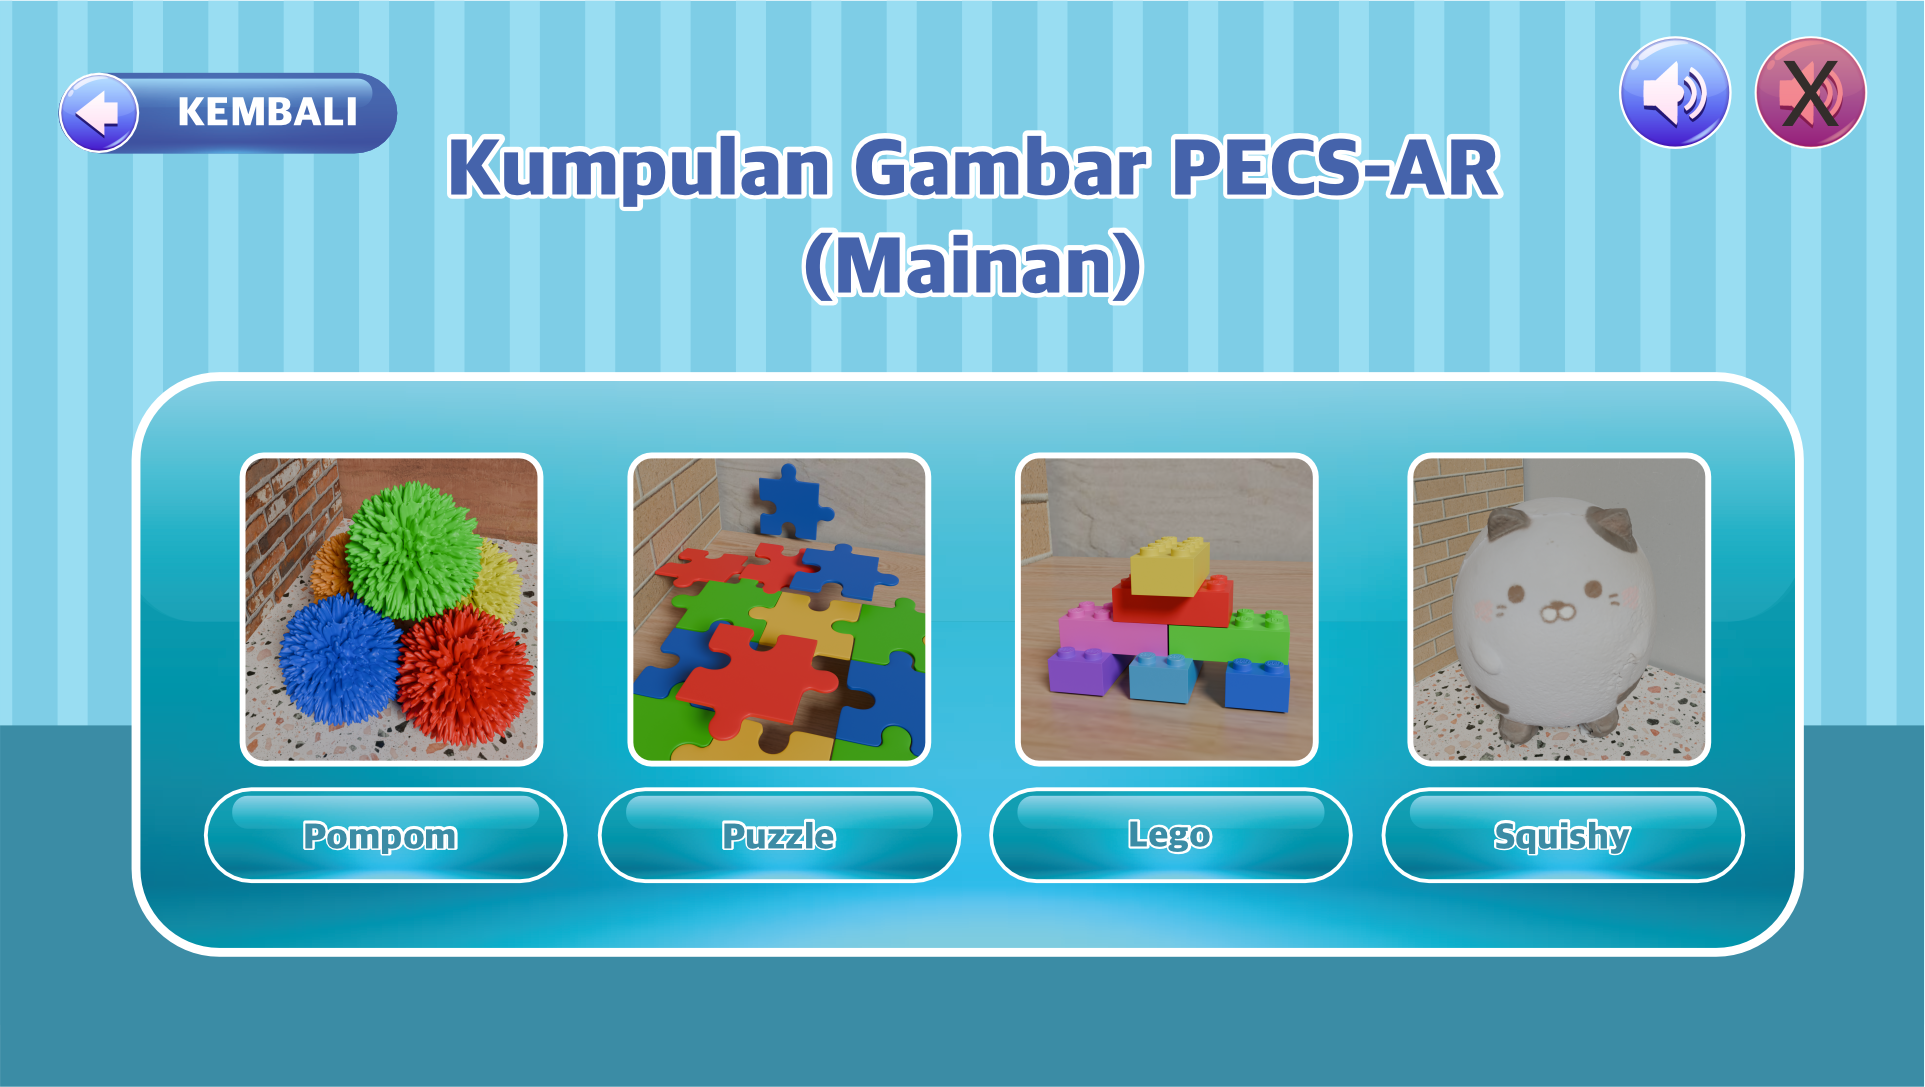 KEMBALI
Kumpulan Gambar PECS-AR
(Mainan)
Pompom
Puzzle
Lego
Squishy